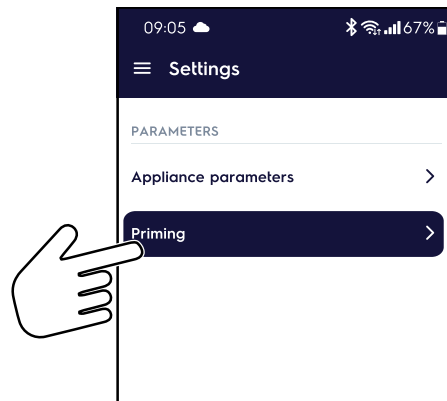 09:05 67%
Settings
PARAMETERS
Appliance parameters
Priming